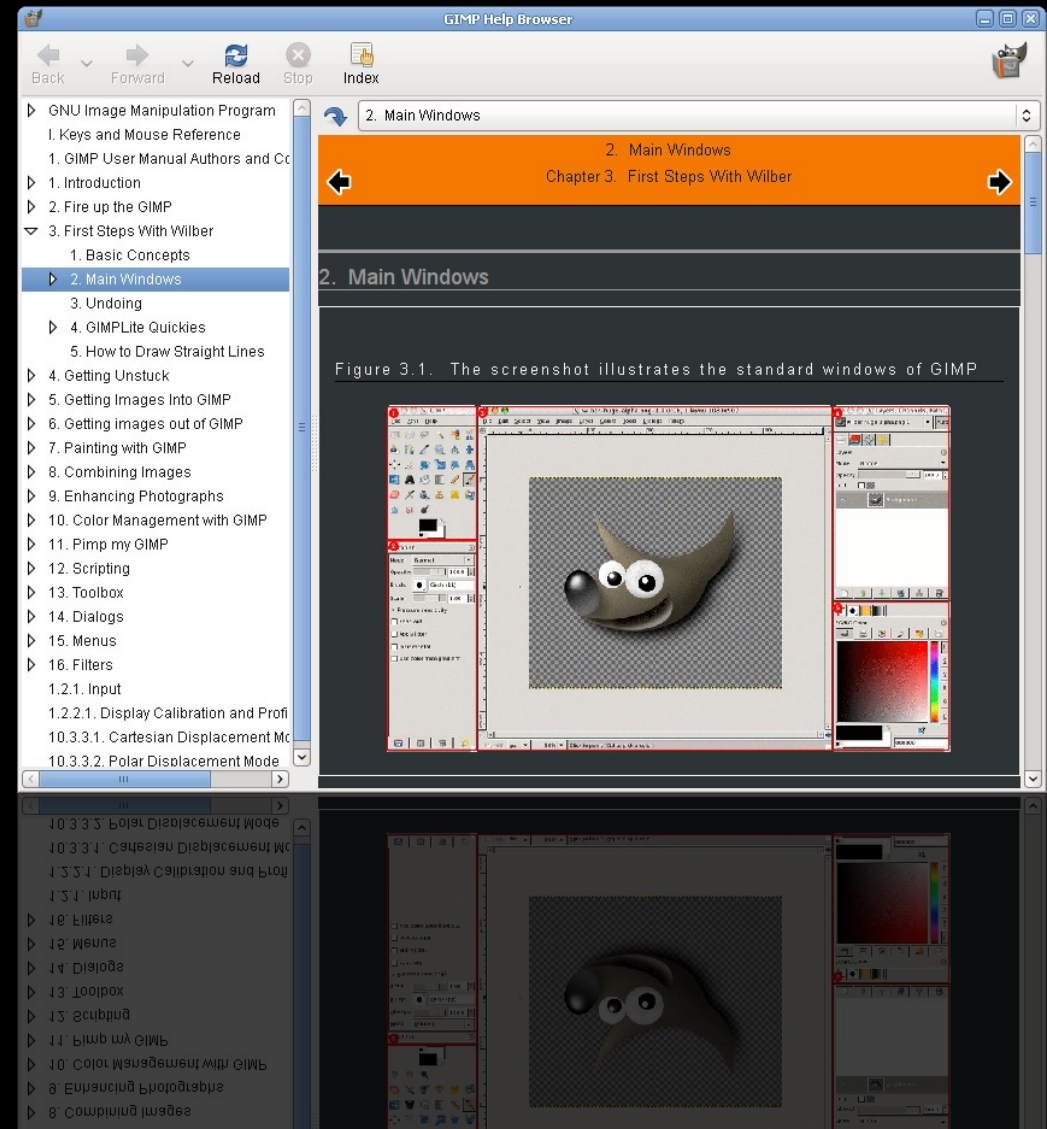 GIMP Help Browser
Back
Forward
Reload
Stop
Index
GNU Image Manipulation Program
I. Keys and Mouse Reference
1. GIMP User Manual Authors and Co
1. Introduction
2. Fire up the GIMP
3. First Steps With Wilber
1. Basic Concepts
2. Main Windows
3. Undoing
4. GIMPLite Quickies
5. How to Draw Straight Lines
4. Getting Unstuck
5. Getting Images Into GIMP
6. Getting images out of GIMP
7. Painting with GIMP
8. Combining Images
9. Enhancing Photographs
10. Color Management with GIMP
11. Pimp my GIMP
12. Scripting
13. Toolbox
14. Dialogs
15. Menus
16. Filters
1.2.1. Input
1.2.2.1. Display Calibration and Profi
10.3.3.1. Cartesian Displacement Mo
10.3.3.2. Polar Displacement Mode
2. Main Windows
2. Main Windows
Chapter 3. First Steps With Wilber
2. Main Windows
Figure 3.1. The screenshot illustrates the standard windows of GIMP